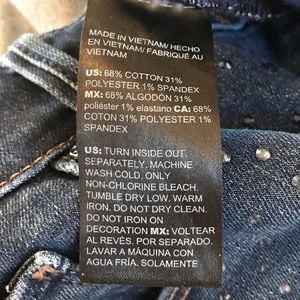 MADE IN VIETNAM/ HECHO
EN VIETNAM/ FABRIQUÉ AU
VIETNAM
US: 68% COTTON 31%
POLYESTER 1% SPANDEX
MX: 68% ALGODÓN 31%
poliéster 1% elastano CA: 68%
COTON 31% POLYESTER 1%
SPANDEX
US: TURN INSIDE OUT.
SEPARATELY, MACHINE
WASH COLD. ONLY
NON-CHLORINE BLEACH.
TUMBLE DRY LOW. WARM
IRON. DO NOT DRY CLEAN.
DO NOT IRON ON
DECORATION MX: VOLTEAR
AL REVÉS. POR SEPARADO.
LAVAR A MÁQUINA CON
AGUA FRÍA. SOLAMENTE